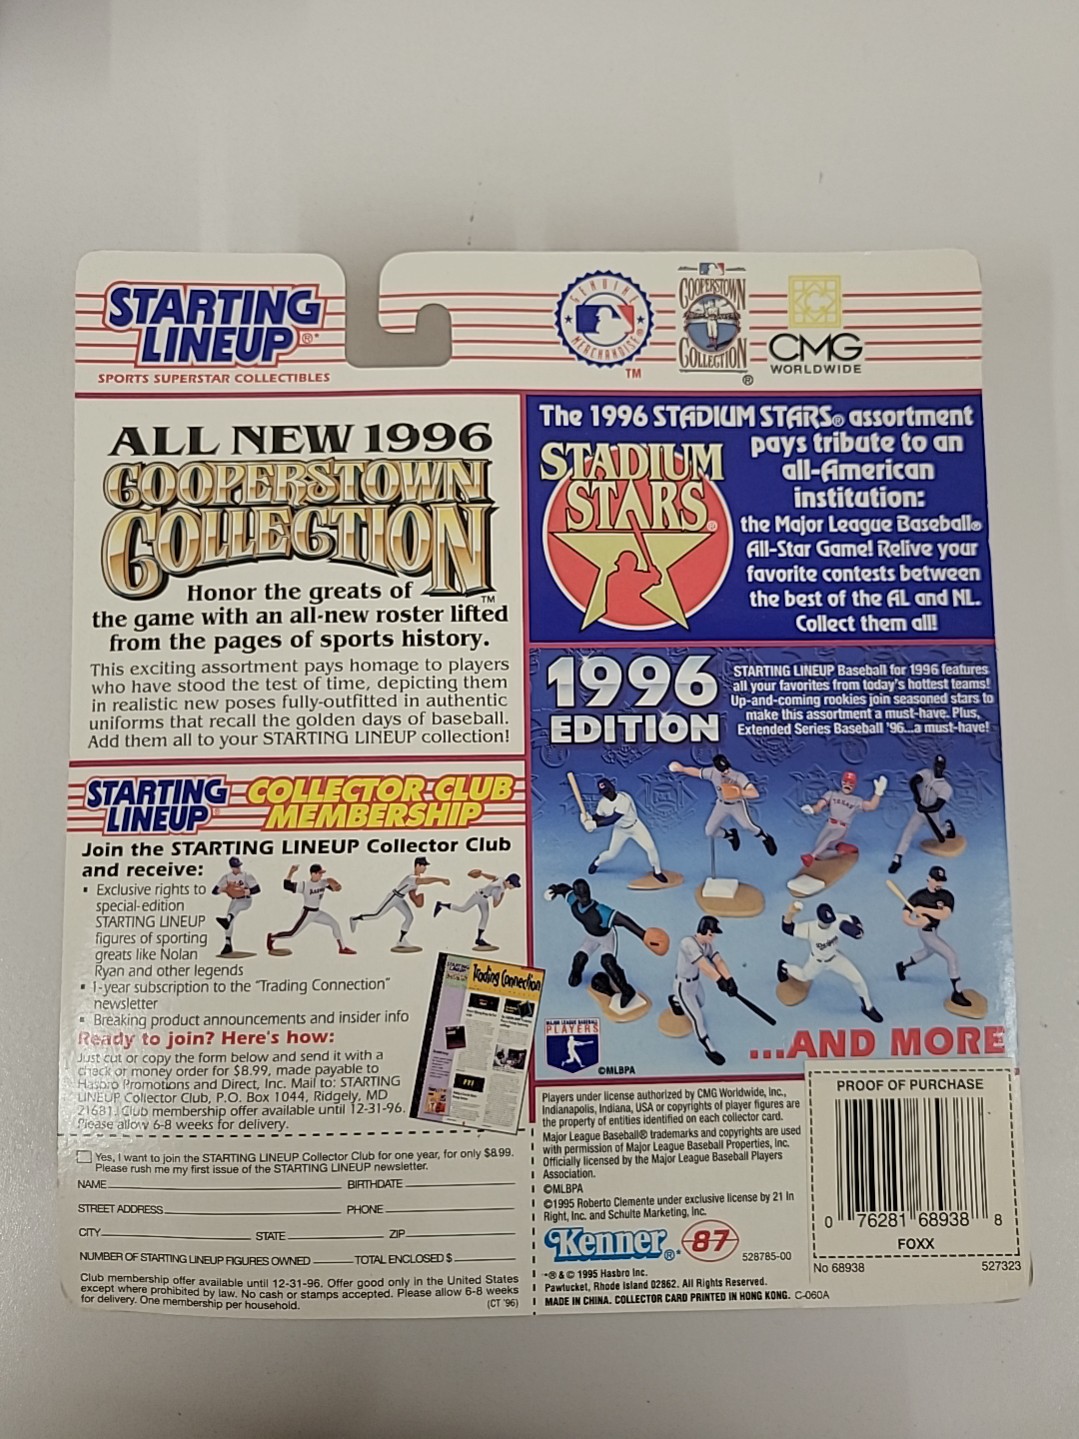 STARTING
LINEUP®*
SPORTS SUPERSTAR COLLECTIBLES
GENUINE
MERCHANDISE
TM
COOPERSTOWN
COLLECTION
®
CMG
WORLDWIDE
ALL NEW 1996
COOPERSTOWN
COLLECTION
TM
Honor the greats of
the game with an all-new roster lifted
from the pages of sports history.
This exciting assortment pays homage to players
who have stood the test of time, depicting them
in realistic new poses fully-outfitted in authentic
uniforms that recall the golden days of baseball.
Add them all to your STARTING LINEUP collection!
The 1996 STADIUM STARS® assortment
pays tribute to an
all-American
institution:
the Major League Baseball®
All-Star Game! Relive your
favorite contests between
the best of the AL and NL.
Collect them all!
STADIUM
STARS®
1996
EDITION
STARTING LINEUP Baseball for 1996 features
all your favorites from today's hottest teams!
Up-and-coming rookies join seasoned stars to
make this assortment a must-have. Plus,
Extended Series Baseball '96...a must-have!
STARTING
LINEUP
COLLECTOR CLUB
MEMBERSHIP
Join the STARTING LINEUP Collector Club
and receive:
▪ Exclusive rights to
special-edition
STARTING LINEUP
figures of sporting
greats like Nolan
Ryan and other legends
▪ 1-year subscription to the "Trading Connection"
newsletter
▪ Breaking product announcements and insider info
Trading Connection
Ready to join? Here's how:
Just cut or copy the form below and send it with a
check or money order for $8.99, made payable to
Hasbro Promotions and Direct, Inc. Mail to: STARTING
LINEUP Collector Club, P.O. Box 1044, Ridgely, MD
21681. Club membership offer available until 12-31-96.
Please allow 6-8 weeks for delivery.
MAJOR LEAGUE BASEBALL
PLAYERS
©MLBPA
...AND MORE
Yes, I want to join the STARTING LINEUP Collector Club for one year, for only $8.99.
Please rush me my first issue of the STARTING LINEUP newsletter.
NAME BIRTHDATE
STREET ADDRESS PHONE
CITY STATE ZIP
NUMBER OF STARTING LINEUP FIGURES OWNED TOTAL ENCLOSED $
Club membership offer available until 12-31-96. Offer good only in the United States
except where prohibited by law. No cash or stamps accepted. Please allow 6-8 weeks
for delivery. One membership per household. (CT '96)
Players under license authorized by CMG Worldwide, Inc.,
Indianapolis, Indiana, USA or copyrights of player figures are
the property of entities identified on each collector card.
Major League Baseball® trademarks and copyrights are used
with permission of Major League Baseball Properties, Inc.
Officially licensed by the Major League Baseball Players
Association.
©MLBPA
©1995 Roberto Clemente under exclusive license by 21 In
Right, Inc. and Schulte Marketing, Inc.
Kenner®* 87 528785-00
*® & © 1995 Hasbro Inc.
Pawtucket, Rhode Island 02862. All Rights Reserved.
MADE IN CHINA. COLLECTOR CARD PRINTED IN HONG KONG. C-060A
PROOF OF PURCHASE
0 76281 68938 8
FOXX
No 68938 527323